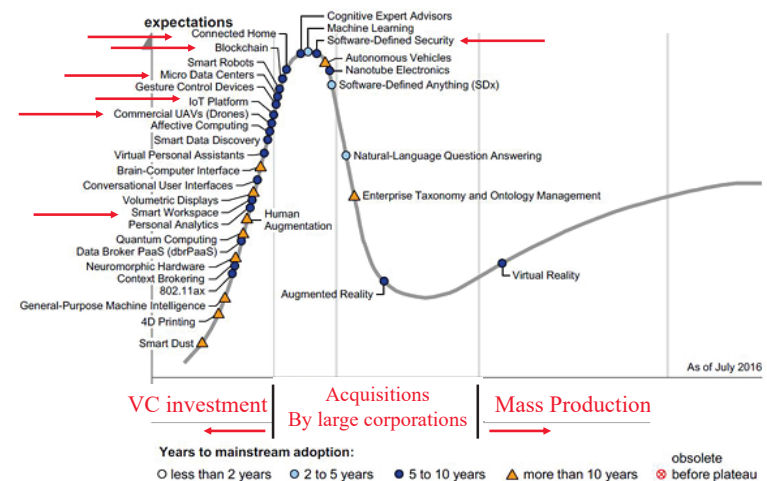 expectations
Connected Home
Blockchain
Smart Robots
Micro Data Centers
Gesture Control Devices
IoT Platform
Commercial UAVs (Drones)
Affective Computing
Smart Data Discovery
Virtual Personal Assistants
Brain-Computer Interface
Conversational User Interfaces
Volumetric Displays
Smart Workspace
Personal Analytics
Quantum Computing
Data Broker PaaS (dbrPaaS)
Neuromorphic Hardware
Context Brokering
802.11ax
General-Purpose Machine Intelligence
4D Printing
Smart Dust
Human
Augmentation
Cognitive Expert Advisors
Machine Learning
Software-Defined Security
Autonomous Vehicles
Nanotube Electronics
Software-Defined Anything (SDx)
Natural-Language Question Answering
Enterprise Taxonomy and Ontology Management
Augmented Reality
Virtual Reality
As of July 2016
VC investment
Acquisitions
By large corporations
Mass Production
Years to mainstream adoption:
less than 2 years
2 to 5 years
5 to 10 years
more than 10 years
obsolete
before plateau